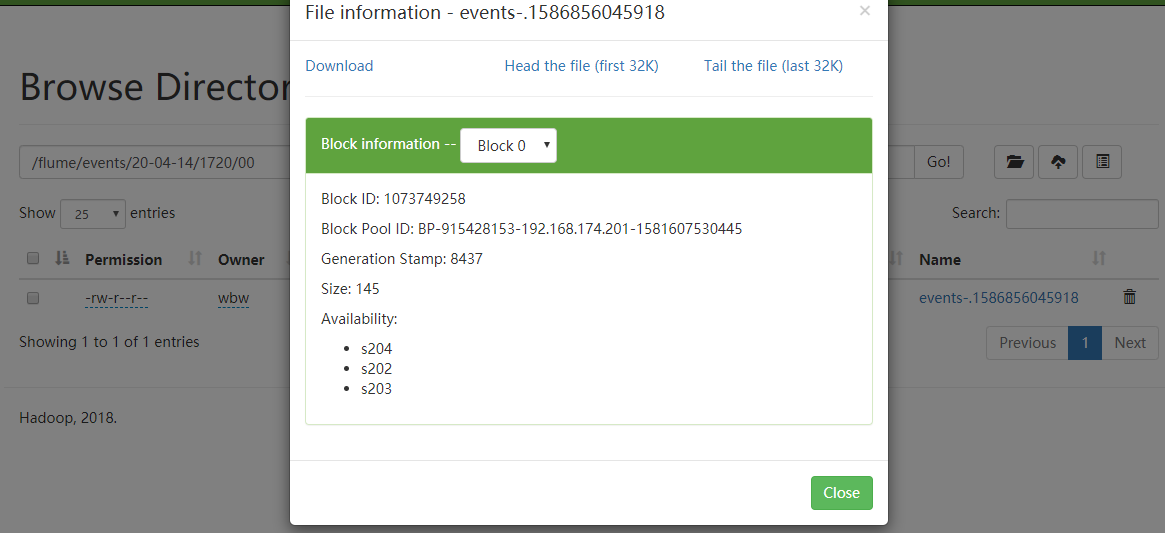 File information - events-.1586856045918
×
Download Head the file (first 32K) Tail the file (last 32K)
Browse Director
Block information -- Block 0
/flume/events/20-04-14/1720/00 Go!
Block ID: 1073749258
Show 25 entries Search:
Block Pool ID: BP-915428153-192.168.174.201-1581607530445
Permission Owner Name
Generation Stamp: 8437
Size: 145
-rw-r--r-- wbw events-.1586856045918
Availability:
Showing 1 to 1 of 1 entries Previous 1 Next
s204
s202
s203
Hadoop, 2018.
Close